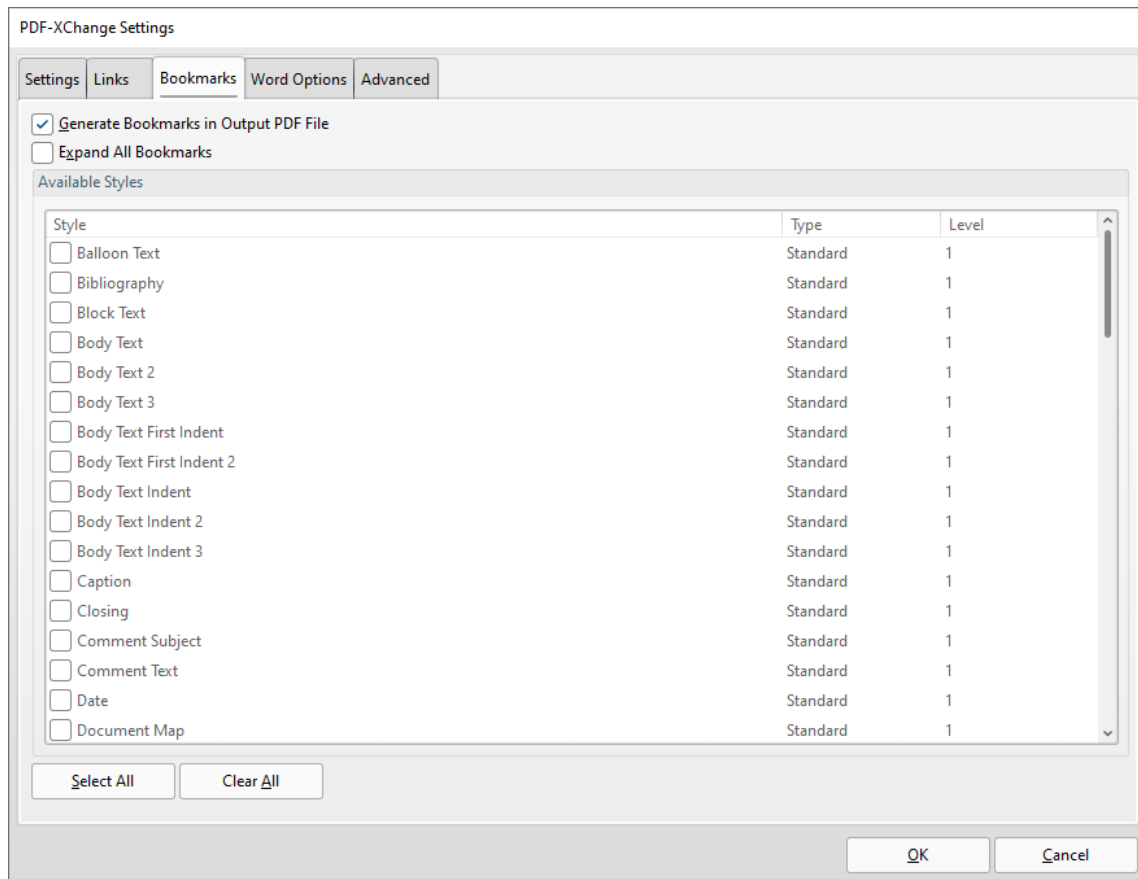 PDF-XChange Settings
Settings Links Bookmarks Word Options Advanced
Generate Bookmarks in Output PDF File
Expand All Bookmarks
Available Styles
Style Type Level
Balloon Text Standard 1
Bibliography Standard 1
Block Text Standard 1
Body Text Standard 1
Body Text 2 Standard 1
Body Text 3 Standard 1
Body Text First Indent Standard 1
Body Text First Indent 2 Standard 1
Body Text Indent Standard 1
Body Text Indent 2 Standard 1
Body Text Indent 3 Standard 1
Caption Standard 1
Closing Standard 1
Comment Subject Standard 1
Comment Text Standard 1
Date Standard 1
Document Map Standard 1
Select All Clear All
OK Cancel